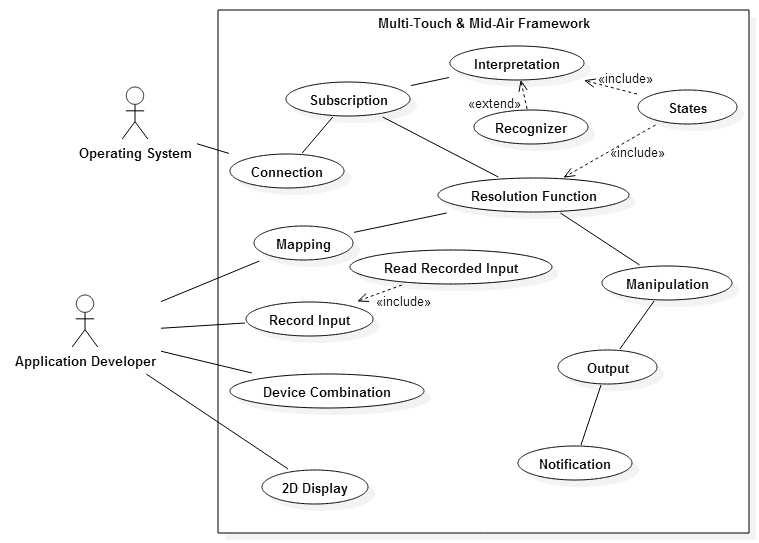 Multi-Touch & Mid-Air Framework
Interpretation
«include»
Subscription
«extend»
States
Recognizer
Operating System
«include»
Connection
Resolution Function
Mapping
Read Recorded Input
Manipulation
«include»
Record Input
Application Developer
Output
Device Combination
Notification
2D Display